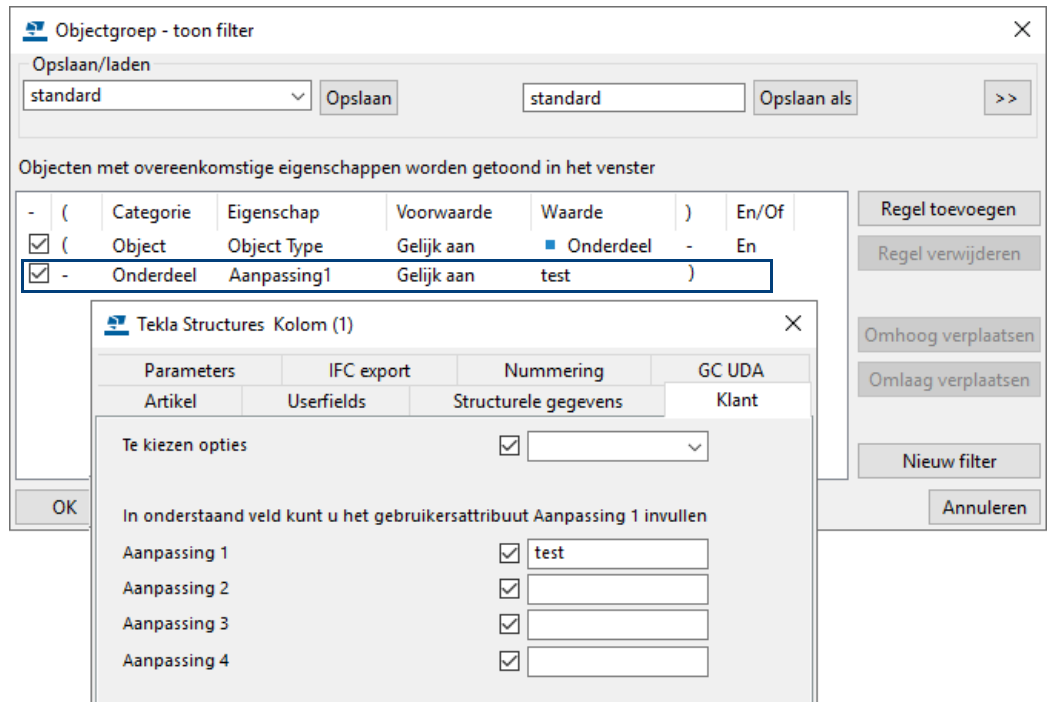 Objectgroep - toon filter
Opslaan/laden
standard Opslaan standard Opslaan als >>
Objecten met overeenkomstige eigenschappen worden getoond in het venster
- ( Categorie Eigenschap Voorwaarde Waarde ) En/Of
( Object Object Type Gelijk aan Onderdeel - En
- Onderdeel Aanpassing1 Gelijk aan test )
Regel toevoegen
Regel verwijderen
Omhoog verplaatsen
Omlaag verplaatsen
Nieuw filter
OK Annuleren
Tekla Structures Kolom (1)
Parameters IFC export Nummering GC UDA
Artikel Userfields Structurele gegevens Klant
Te kiezen opties
In onderstaand veld kunt u het gebruikersattribuut Aanpassing 1 invullen
Aanpassing 1 test
Aanpassing 2
Aanpassing 3
Aanpassing 4